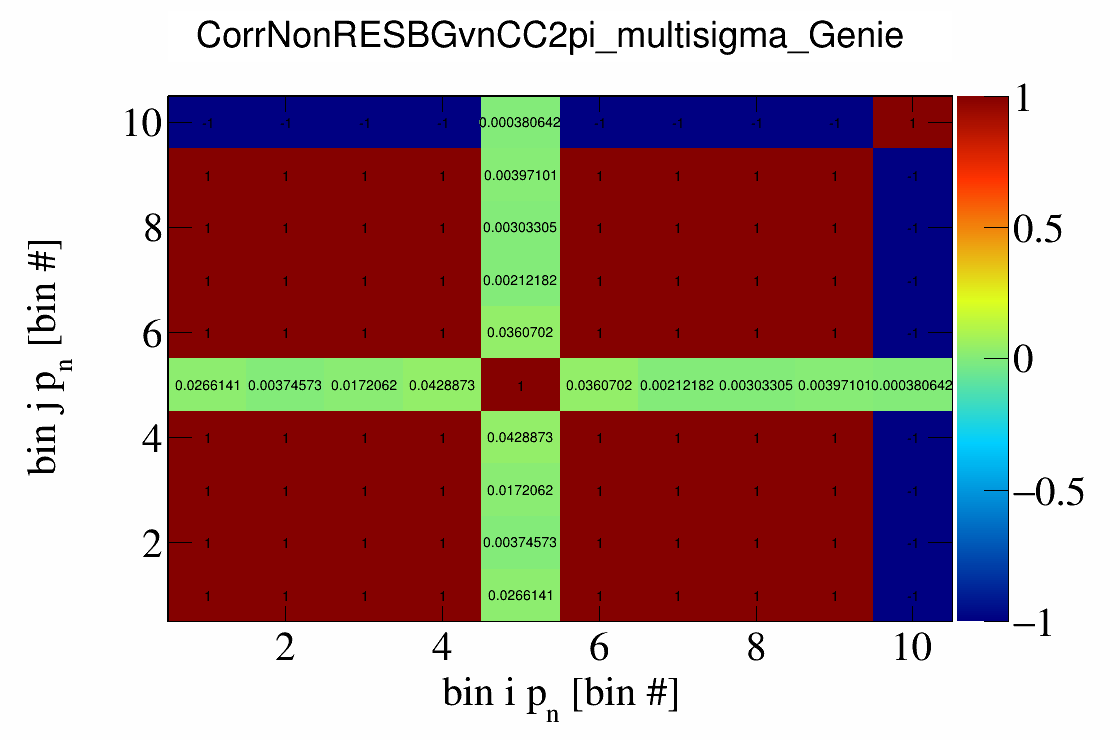 CorrNonRESBGvnCC2pi_multisigma_Genie
10 -1 -1 -1 -1 0.000380642 -1 -1 -1 -1 1 1
1 1 1 1 0.00397101 1 1 1 1 -1
8 1 1 1 1 0.00303305 1 1 1 1 -1 0.5
1 1 1 1 0.00212182 1 1 1 1 -1
6 1 1 1 1 0.0360702 1 1 1 1 -1 0
0.0266141 0.00374573 0.0172062 0.0428873 1 0.0360702 0.00212182 0.00303305 0.00397101 0.000380642
4 1 1 1 1 0.0428873 1 1 1 1 -1
1 1 1 1 0.0172062 1 1 1 1 -1 −0.5
2 1 1 1 1 0.00374573 1 1 1 1 -1
1 1 1 1 0.0266141 1 1 1 1 -1 −1
2 4 6 8 10
bin i pn [bin #]
bin j pn [bin #]